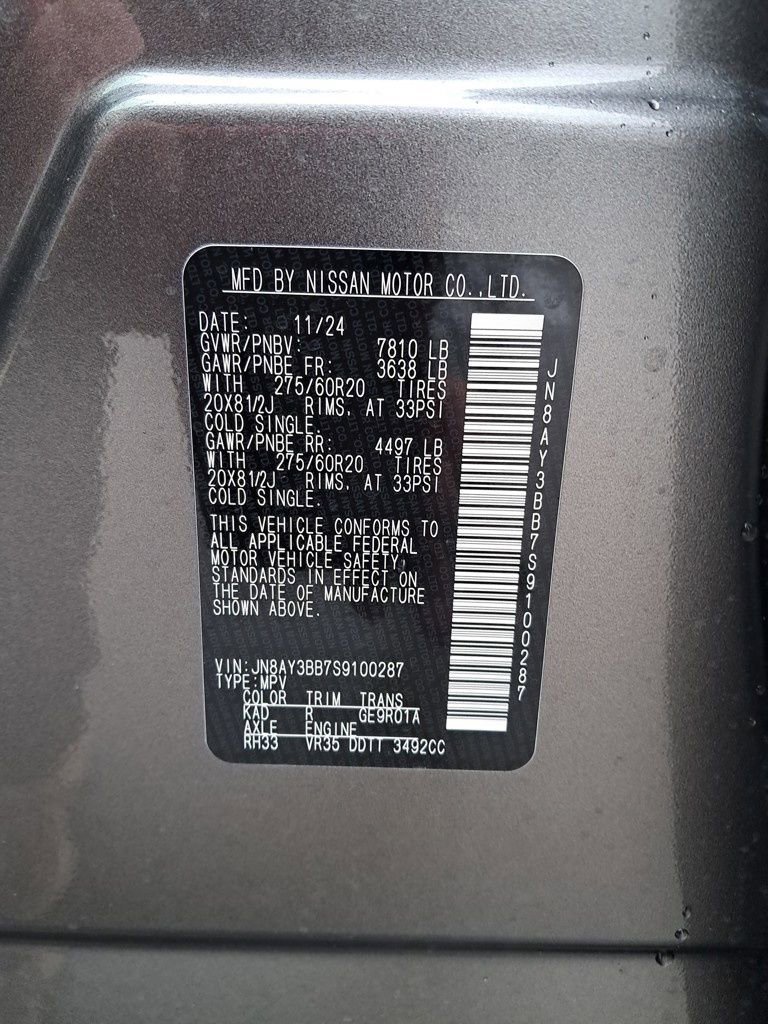 MFD BY NISSAN MOTOR CO.,LTD.
DATE: 11/24
GVWR/PNBV: 7810 LB
GAWR/PNBE FR: 3638 LB
WITH 275/60R20 TIRES
20X81/2J RIMS. AT 33PSI
COLD SINGLE.
GAWR/PNBE RR: 4497 LB
WITH 275/60R20 TIRES
20X81/2J RIMS. AT 33PSI
COLD SINGLE.
THIS VEHICLE CONFORMS TO
ALL APPLICABLE FEDERAL
MOTOR VEHICLE SAFETY
STANDARDS IN EFFECT ON
THE DATE OF MANUFACTURE
SHOWN ABOVE.
VIN:JN8AY3BB7S9100287
TYPE:MPV
COLOR TRIM TRANS
KAD R GE9R01A
AXLE ENGINE
RH33 VR35 DDTI 3492CC
JN8AY3BB7S9100287